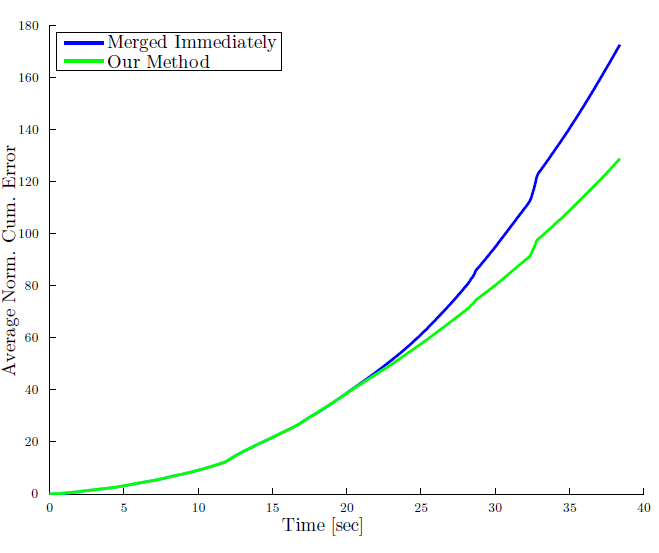 180
160
140
120
100
80
60
40
20
0
Average Norm. Cum. Error
Merged Immediately
Our Method
0 5 10 15 20 25 30 35 40
Time [sec]